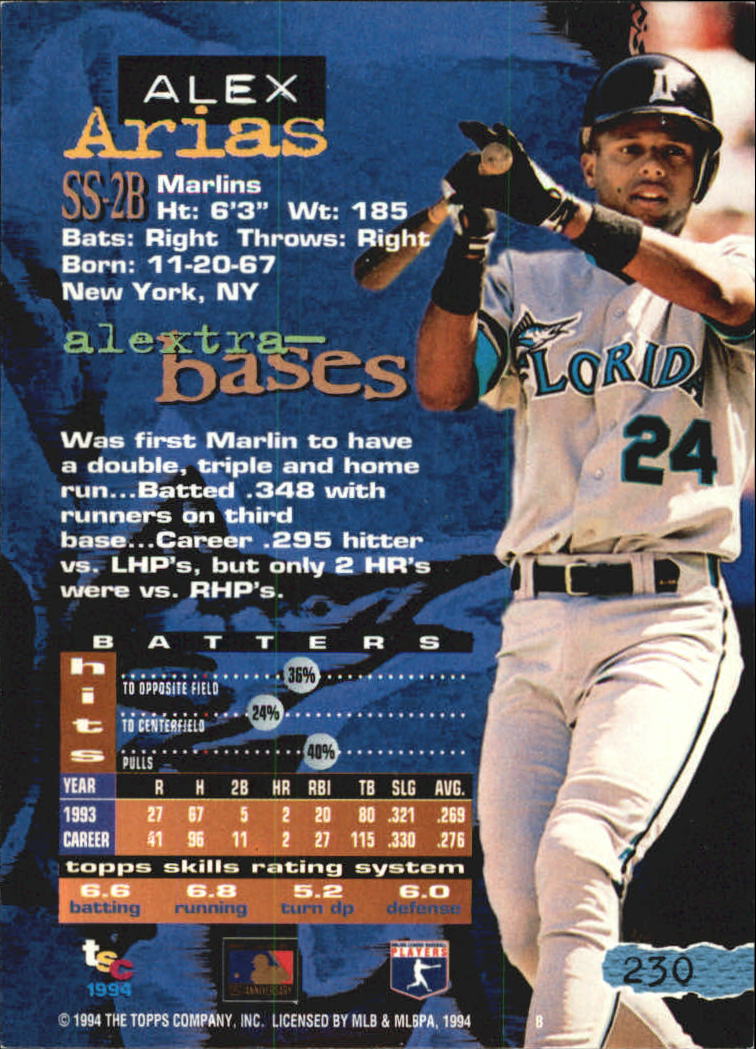 ALEX
Arias
SS-2B
Marlins
Ht: 6'3" Wt: 185
Bats: Right Throws: Right
Born: 11-20-67
New York, NY
alextra-
bases
Was first Marlin to have
a double, triple and home
run...Batted .348 with
runners on third
base...Career .295 hitter
vs. LHP's, but only 2 HR's
were vs. RHP's.
FLORIDA
24
BATTERS
hits
36%
TO OPPOSITE FIELD
24%
TO CENTERFIELD
40%
PULLS
YEAR R H 2B HR RBI TB SLG AVG.
1993 27 67 5 2 20 80 .321 .269
CAREER 41 96 11 2 27 115 .330 .276
topps skills rating system
6.6 6.8 5.2 6.0
batting running turn dp defense
tsc
1994
ANNIVERSARY
MAJOR LEAGUE BASEBALL
PLAYERS
230
© 1994 THE TOPPS COMPANY, INC. LICENSED BY MLB & MLBPA, 1994 B